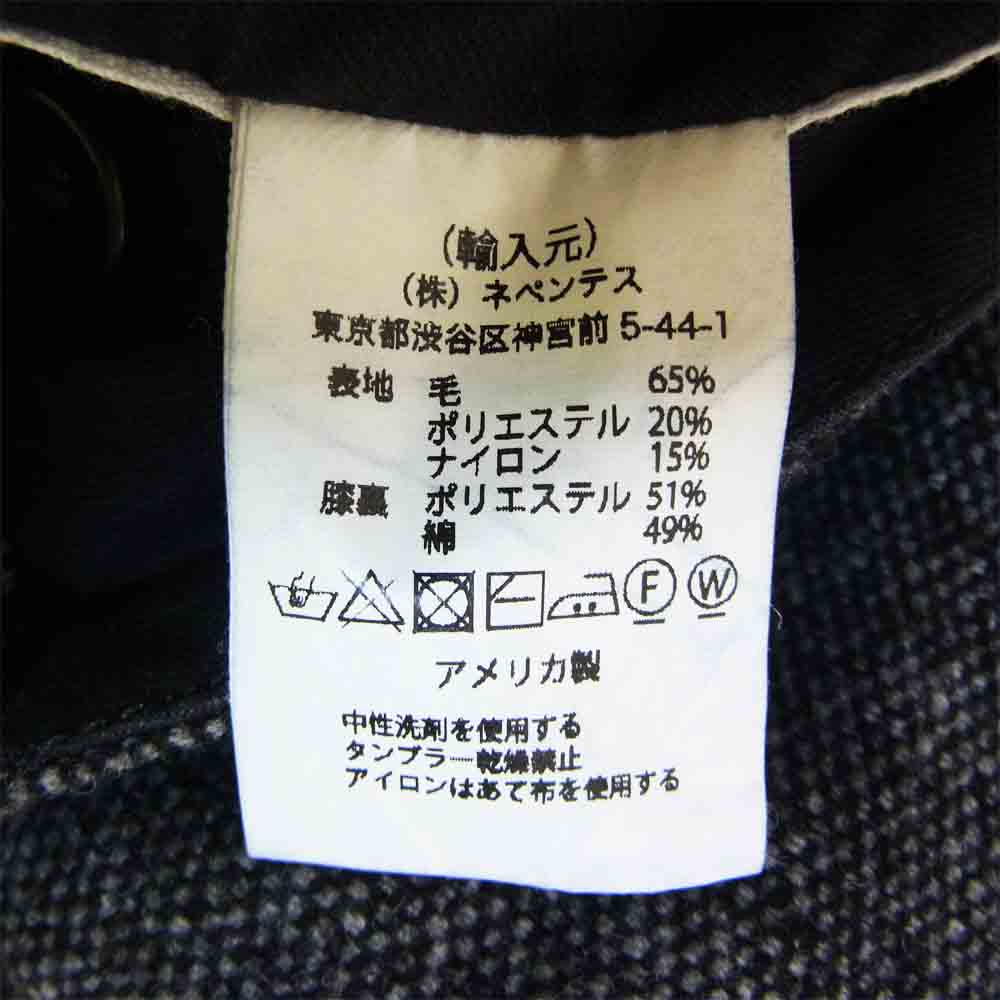 (輸入元)
(株) ネペンテス
東京都渋谷区神宮前 5-44-1
表地 毛 65%
ポリエステル 20%
ナイロン 15%
膝裏 ポリエステル 51%
綿 49%
F W
アメリカ製
中性洗剤を使用する
タンブラー乾燥禁止
アイロンはあて布を使用する